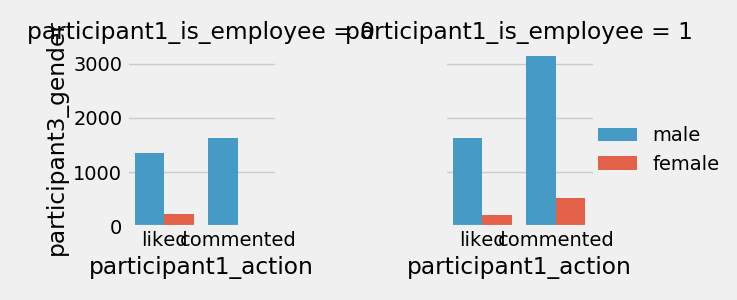 participant1_is_employee = 0
participant1_is_employee = 1
participant3_gender
3000
2000
1000
0
liked
commented
liked
commented
participant1_action
participant1_action
male
female